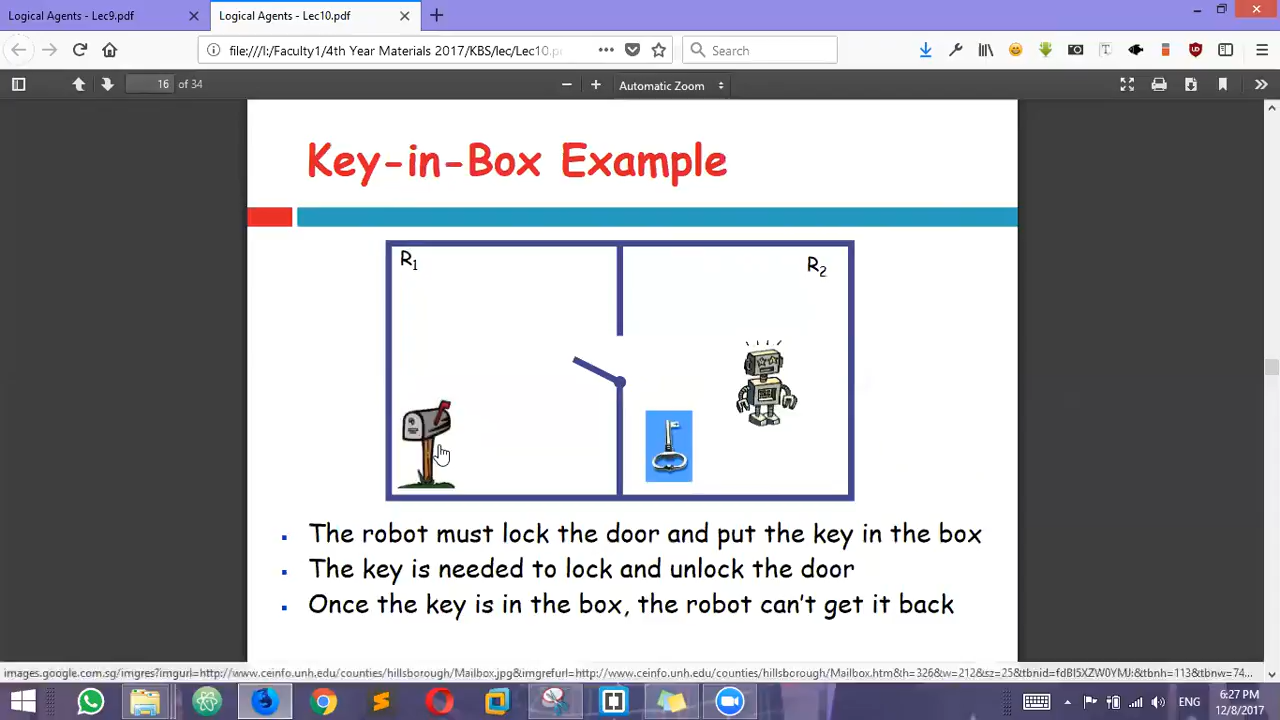 Logical Agents - Lec9.pdf
Logical Agents - Lec10.pdf
file:///I:/Faculty1/4th Year Materials 2017/KBS/lec/Lec10.p
Search
16 of 34
Automatic Zoom
Key-in-Box Example
R1
R2
The robot must lock the door and put the key in the box
The key is needed to lock and unlock the door
Once the key is in the box, the robot can't get it back
images.google.com.sg/imgres?imgurl=http://www.ceinfo.unh.edu/counties/hillsborough/Mailbox.jpg&imgrefurl=http://www.ceinfo.unh.edu/counties/hillsborough/Mailbox.htm&h=326&w=212&sz=25&tbnid=fdBI5XZW0YMJ:&tbnh=113&tbnw=74...
ENG
6:27 PM
12/8/2017